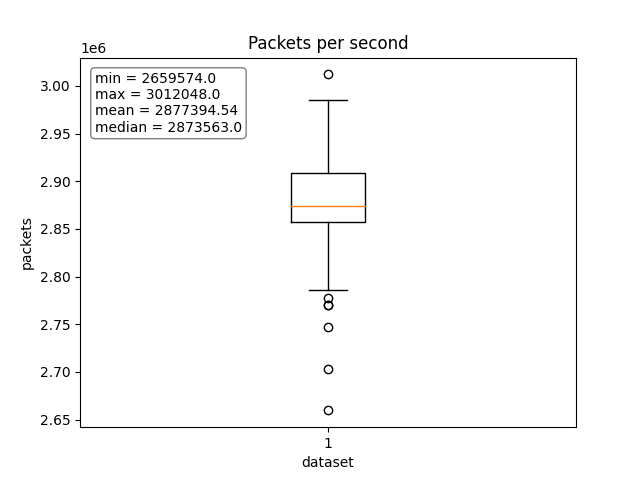 Packets per second
1e6
min = 2659574.0
max = 3012048.0
mean = 2877394.54
median = 2873563.0
3.00
2.95
2.90
2.85
2.80
2.75
2.70
2.65
packets
1
dataset